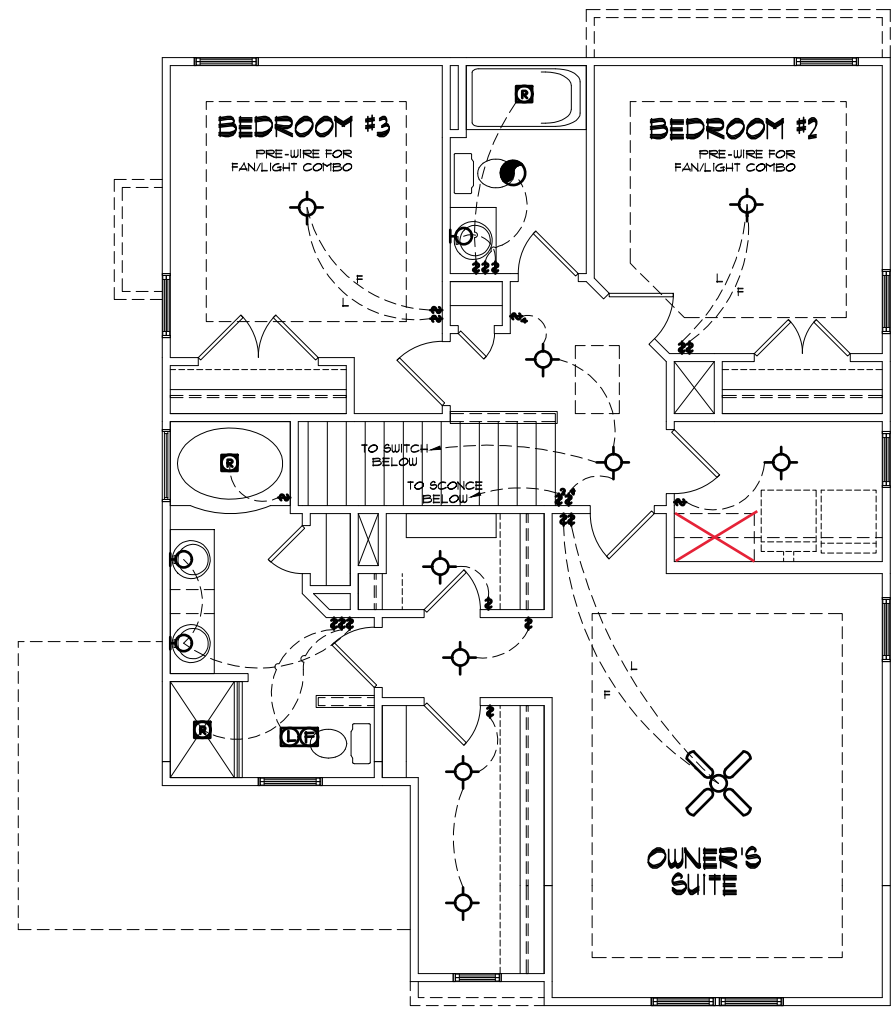 BEDROOM #3
PRE-WIRE FOR
FAN/LIGHT COMBO
F
L
R
BEDROOM #2
PRE-WIRE FOR
FAN/LIGHT COMBO
L
F
4
TO SWITCH
BELOW
TO SCONCE
BELOW
R
L
F
R
L F
OWNER'S
SUITE